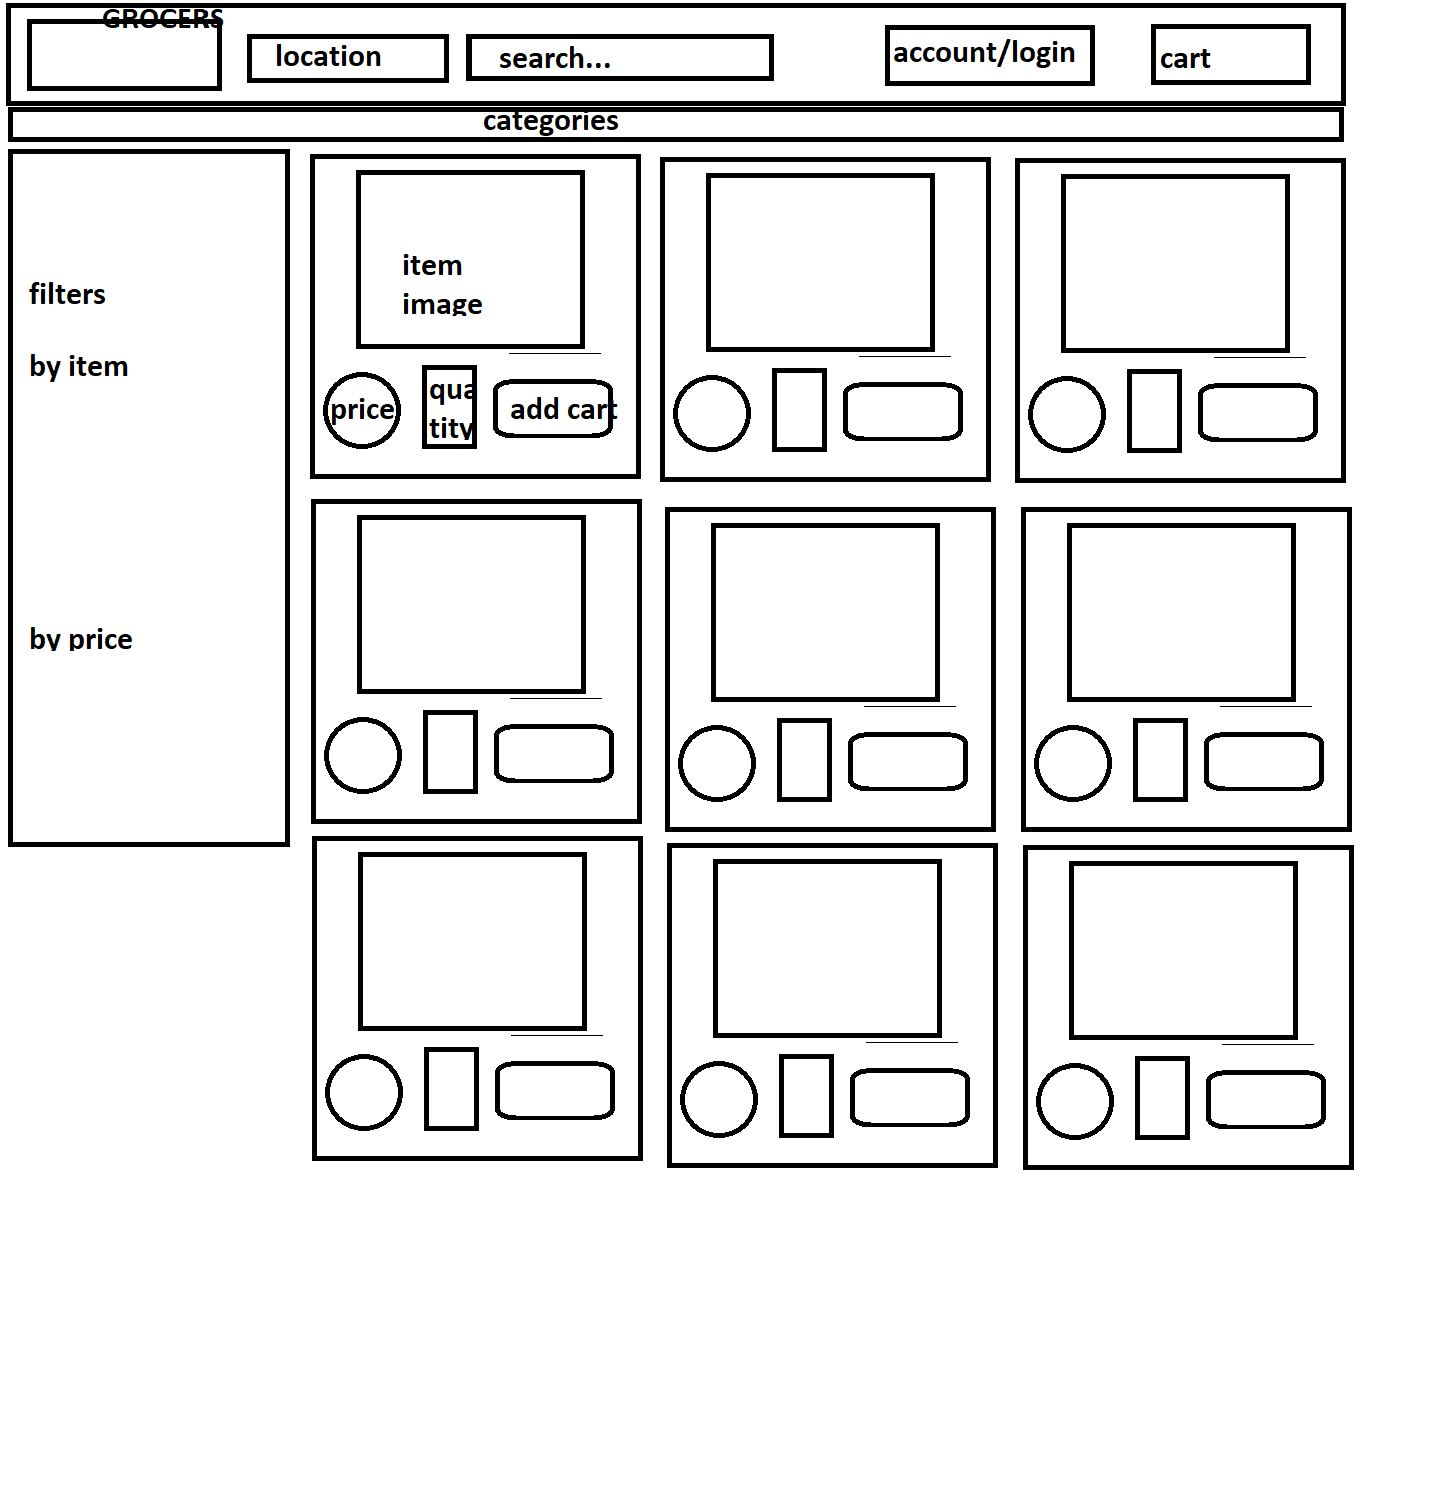 GROCERS
location
search...
account/login
cart
categories
filters
by item
by price
item
image
price
qua
tity
add cart